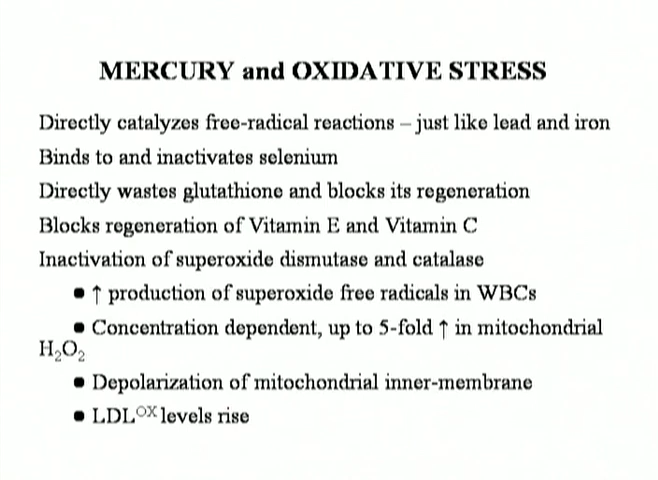 MERCURY and OXIDATIVE STRESS
Directly catalyzes free-radical reactions – just like lead and iron
Binds to and inactivates selenium
Directly wastes glutathione and blocks its regeneration
Blocks regeneration of Vitamin E and Vitamin C
Inactivation of superoxide dismutase and catalase
● ↑ production of superoxide free radicals in WBCs
● Concentration dependent, up to 5-fold ↑ in mitochondrial
H₂O₂
● Depolarization of mitochondrial inner-membrane
● LDLᴼˣ levels rise